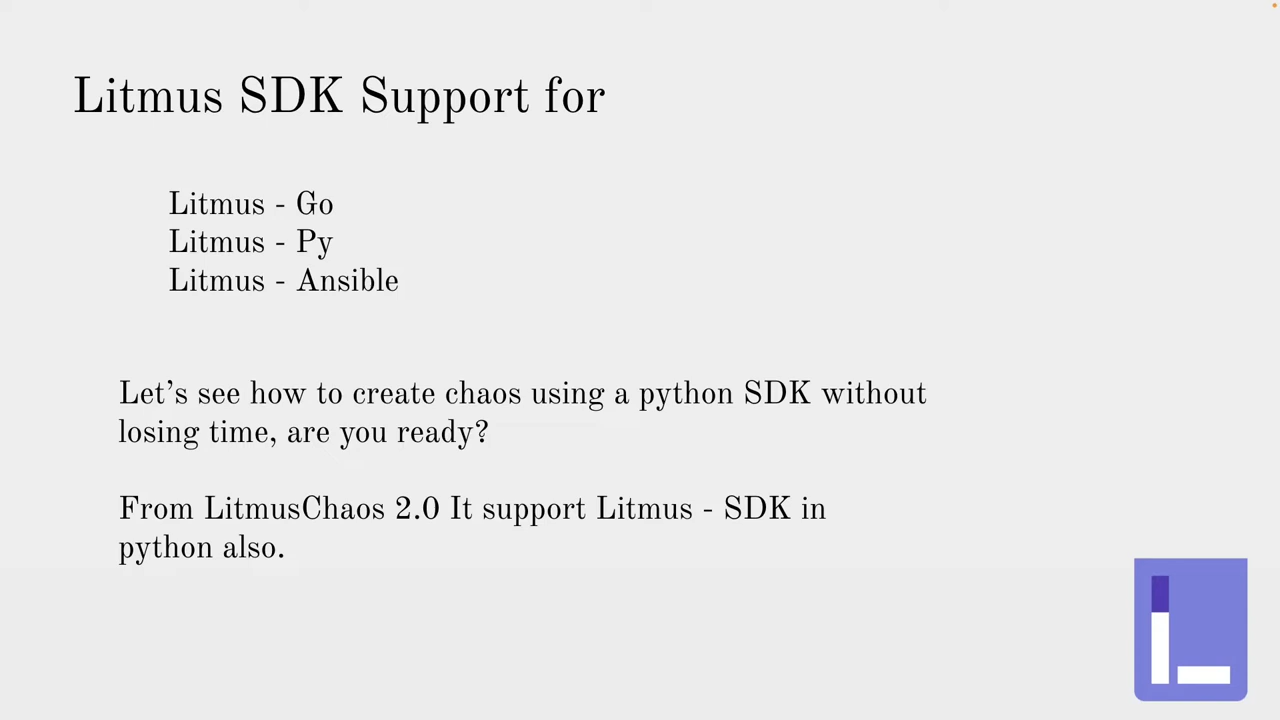 Litmus SDK Support for
Litmus - Go
Litmus - Py
Litmus - Ansible
Let’s see how to create chaos using a python SDK without
losing time, are you ready?
From LitmusChaos 2.0 It support Litmus - SDK in
python also.